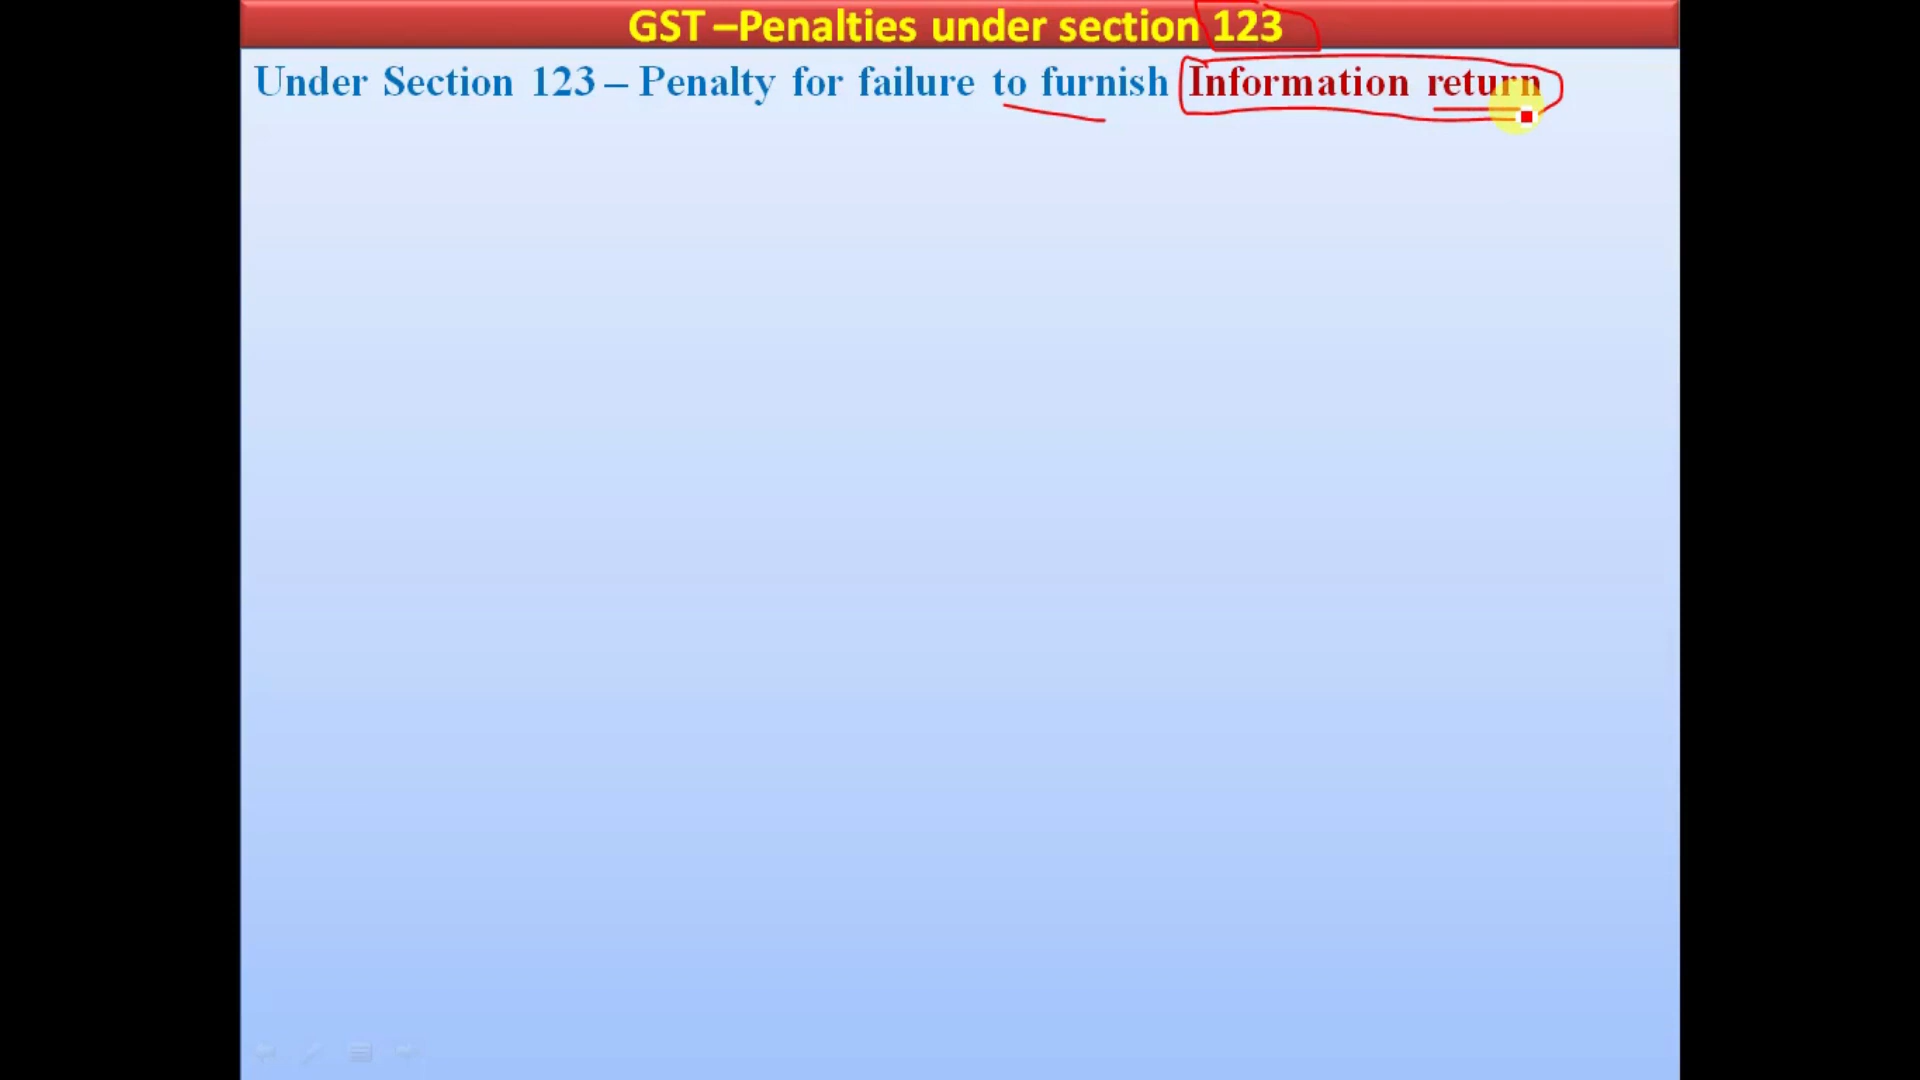 GST –Penalties under section 123
Under Section 123 – Penalty for failure to furnish Information return